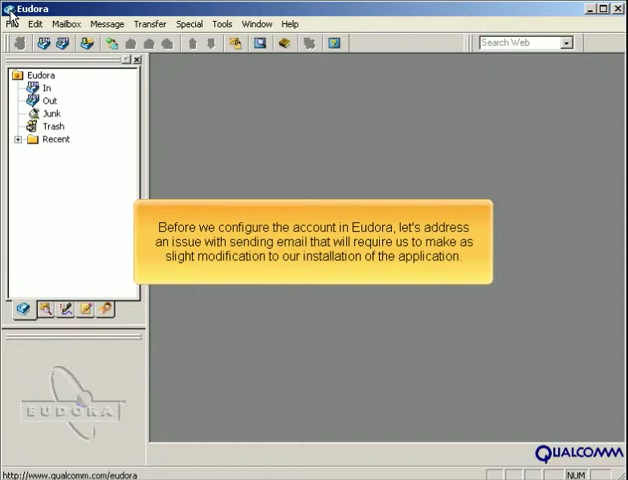 Eudora
File Edit Mailbox Message Transfer Special Tools Window Help
Search Web
Eudora
In
Out
Junk
Trash
Recent
Before we configure the account in Eudora, let's address
an issue with sending email that will require us to make as
slight modification to our installation of the application.
EUDORA
QUALCOMM
http://www.qualcomm.com/eudora
NUM